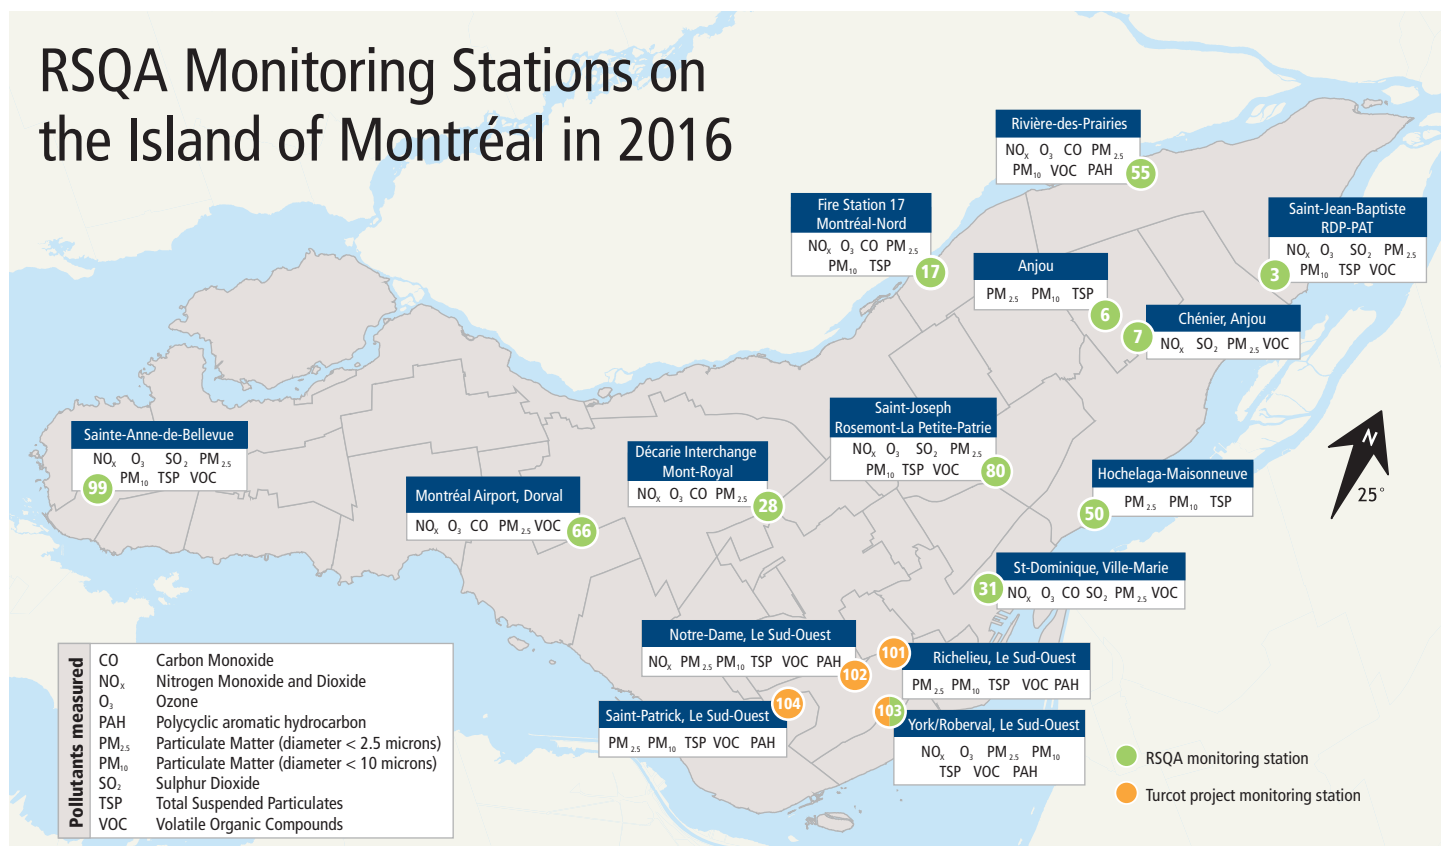 RSQA Monitoring Stations on
the Island of Montréal in 2016
Rivière-des-Prairies
NOₓ O₃ CO PM₂.₅
PM₁₀ VOC PAH
55
Fire Station 17
Montréal-Nord
NOₓ O₃ CO PM₂.₅
PM₁₀ TSP
17
Saint-Jean-Baptiste
RDP-PAT
NOₓ O₃ SO₂ PM₂.₅
PM₁₀ TSP VOC
3
Anjou
PM₂.₅ PM₁₀ TSP
6
Chénier, Anjou
NOₓ SO₂ PM₂.₅ VOC
7
Saint-Joseph
Rosemont-La Petite-Patrie
NOₓ O₃ SO₂ PM₂.₅
PM₁₀ TSP VOC
80
Sainte-Anne-de-Bellevue
NOₓ O₃ SO₂ PM₂.₅
PM₁₀ TSP VOC
99
Décarie Interchange
Mont-Royal
NOₓ O₃ CO PM₂.₅
28
Montréal Airport, Dorval
NOₓ O₃ CO PM₂.₅ VOC
66
Hochelaga-Maisonneuve
PM₂.₅ PM₁₀ TSP
50
N
25°
St-Dominique, Ville-Marie
NOₓ O₃ CO SO₂ PM₂.₅ VOC
31
Notre-Dame, Le Sud-Ouest
NOₓ PM₂.₅ PM₁₀ TSP VOC PAH
102
101
Richelieu, Le Sud-Ouest
PM₂.₅ PM₁₀ TSP VOC PAH
Saint-Patrick, Le Sud-Ouest
PM₂.₅ PM₁₀ TSP VOC PAH
104
103
York/Roberval, Le Sud-Ouest
NOₓ O₃ PM₂.₅ PM₁₀
TSP VOC PAH
Pollutants measured
CO Carbon Monoxide
NOₓ Nitrogen Monoxide and Dioxide
O₃ Ozone
PAH Polycyclic aromatic hydrocarbon
PM₂.₅ Particulate Matter (diameter < 2.5 microns)
PM₁₀ Particulate Matter (diameter < 10 microns)
SO₂ Sulphur Dioxide
TSP Total Suspended Particulates
VOC Volatile Organic Compounds
RSQA monitoring station
Turcot project monitoring station